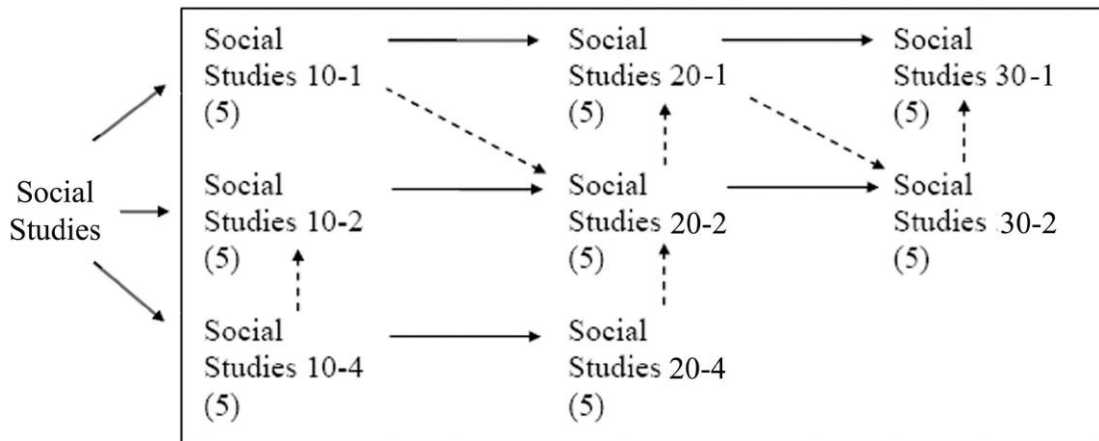 Social
Studies
Social
Studies 10-1
(5)
Social
Studies 20-1
(5)
Social
Studies 30-1
(5)
Social
Studies 10-2
(5)
Social
Studies 20-2
(5)
Social
Studies 30-2
(5)
Social
Studies 10-4
(5)
Social
Studies 20-4
(5)